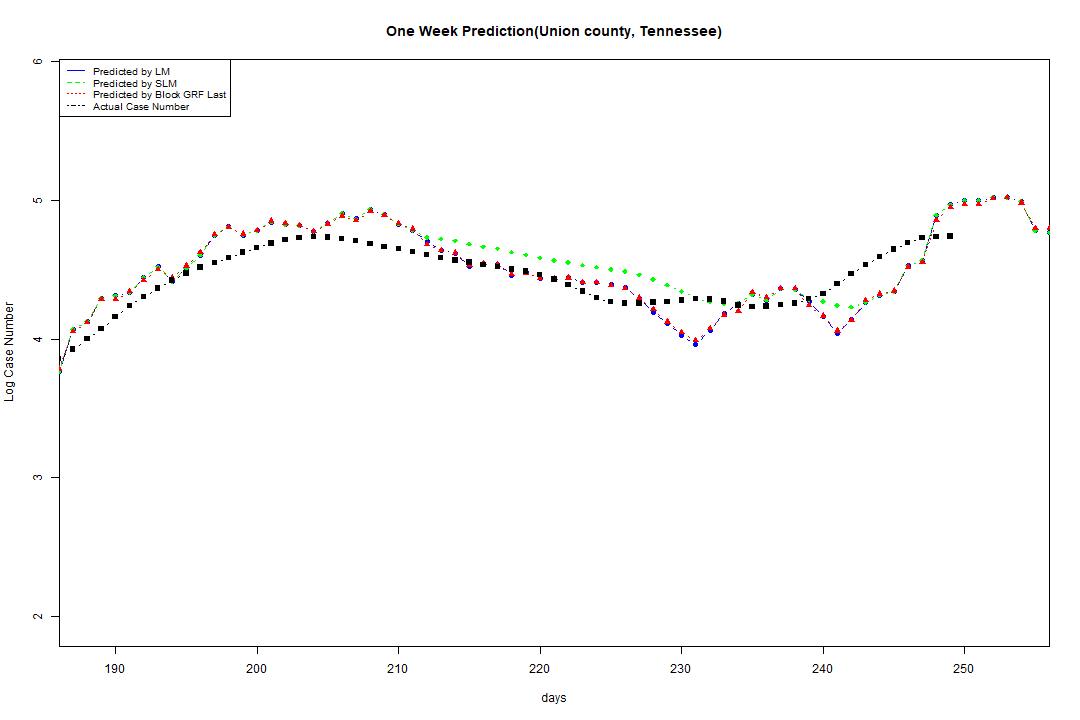 One Week Prediction(Union county, Tennessee)
Predicted by LM
Predicted by SLM
Predicted by Block GRF Last
Actual Case Number
6
5
4
3
2
Log Case Number
190 200 210 220 230 240 250
days